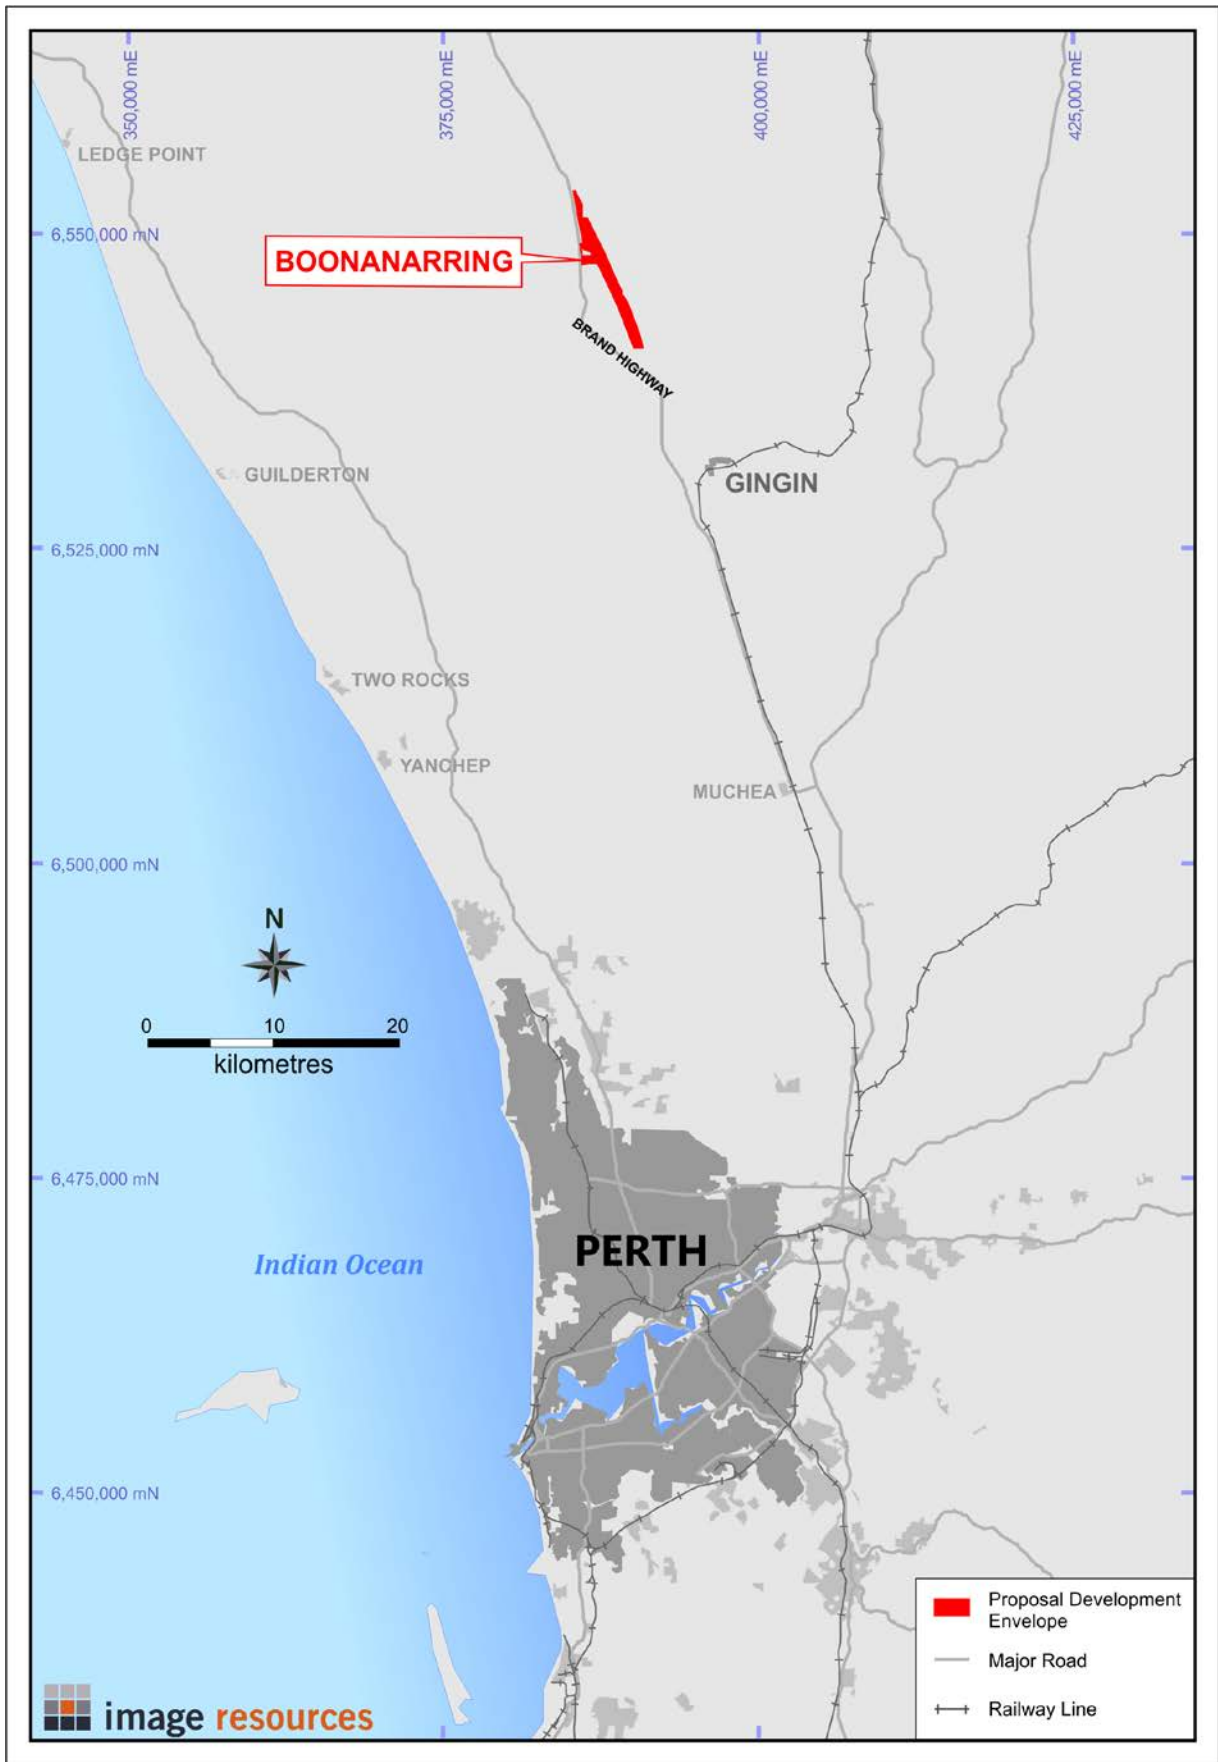 350,000 mE
375,000 mE
400,000 mE
425,000 mE
LEDGE POINT
6,550,000 mN
BOONANARRING
BRAND HIGHWAY
GUILDERTON
GINGIN
6,525,000 mN
TWO ROCKS
YANCHEP
MUCHEA
6,500,000 mN
N
0 10 20
kilometres
6,475,000 mN
PERTH
Indian Ocean
6,450,000 mN
Proposal Development
Envelope
Major Road
Railway Line
image resources